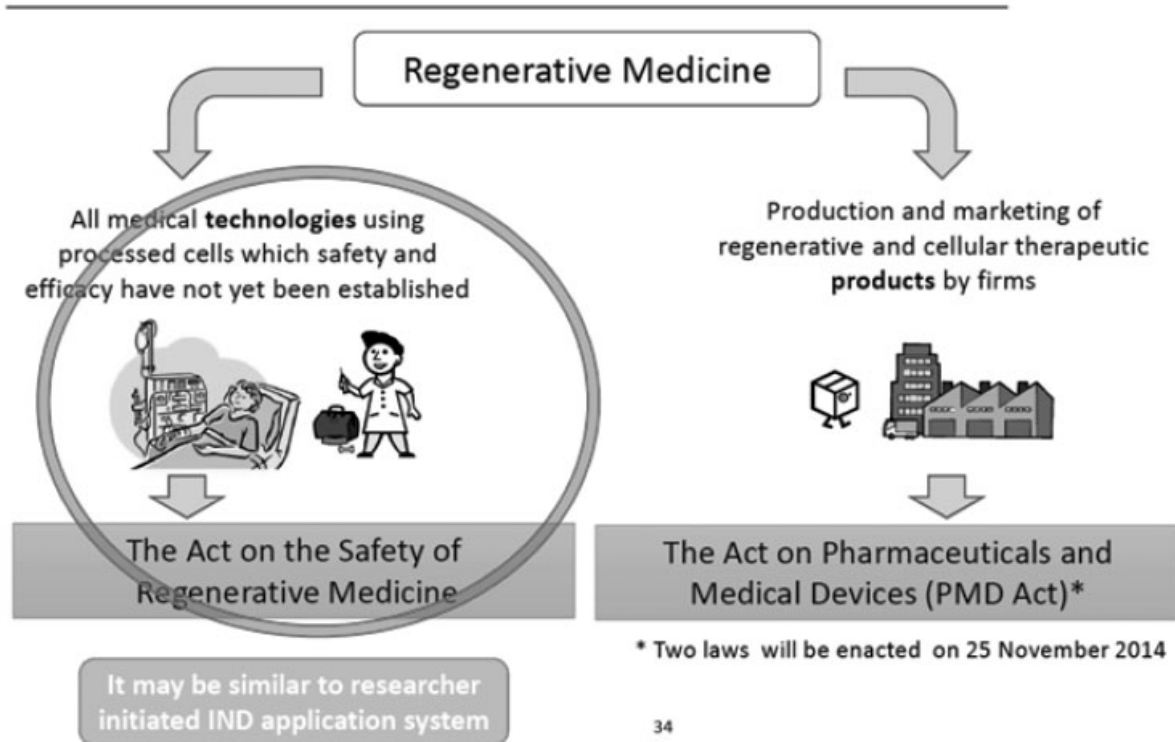 Regenerative Medicine
All medical technologies using
processed cells which safety and
efficacy have not yet been established
The Act on the Safety of
Regenerative Medicine
It may be similar to researcher
initiated IND application system
Production and marketing of
regenerative and cellular therapeutic
products by firms
The Act on Pharmaceuticals and
Medical Devices (PMD Act)*
* Two laws will be enacted on 25 November 2014
34